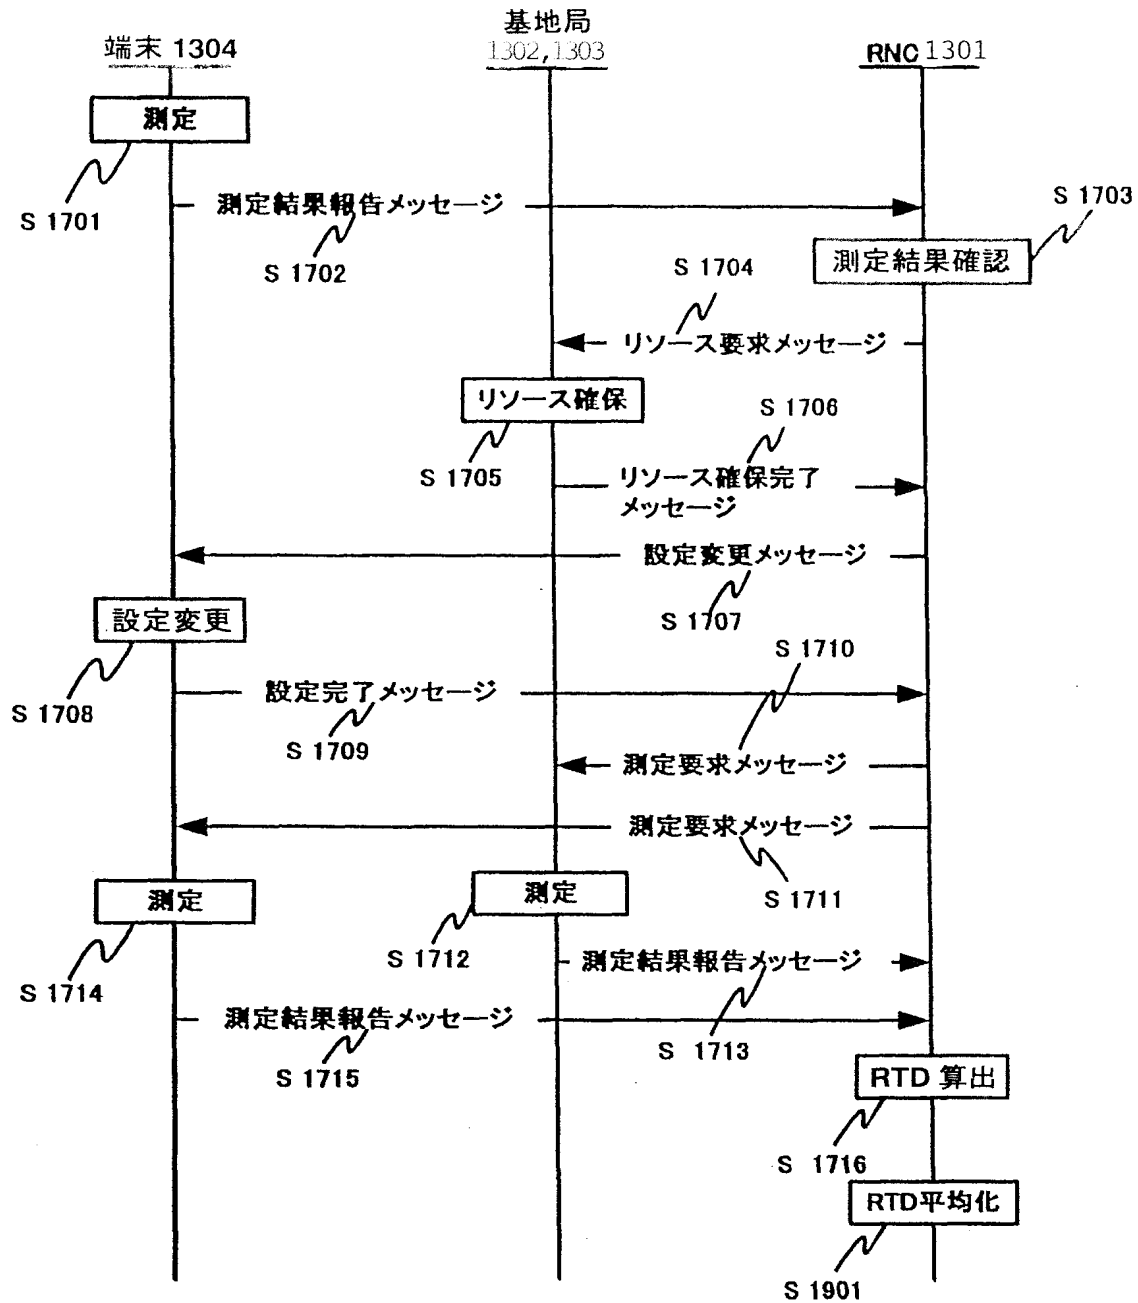 基地局
端末 1304
1302,1303
RNC 1301
測定
S 1701
測定結果報告メッセージ
S 1702
S 1703
測定結果確認
S 1704
リソース要求メッセージ
リソース確保
S 1705
S 1706
リソース確保完了
メッセージ
設定変更メッセージ
S 1707
設定変更
S 1708
設定完了メッセージ
S 1709
S 1710
測定要求メッセージ
測定要求メッセージ
S 1711
測定
S 1714
測定
S 1712
測定結果報告メッセージ
S 1713
測定結果報告メッセージ
S 1715
RTD 算出
S 1716
RTD平均化
S 1901